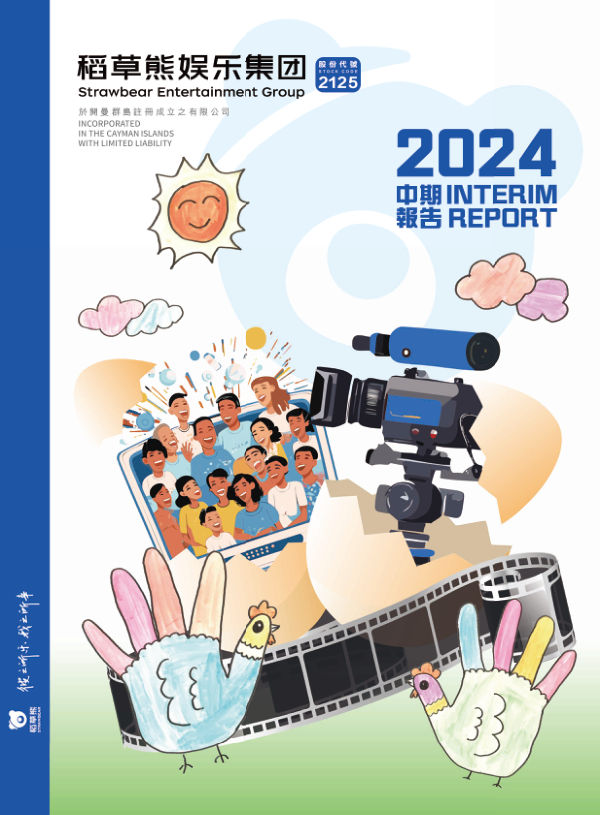 稻草熊娱乐集团
股份代號
STOCK CODE
2125
Strawbear Entertainment Group
於開曼群島註冊成立之有限公司
INCORPORATED
IN THE CAYMAN ISLANDS
WITH LIMITED LIABILITY
2024
中期 INTERIM
報告 REPORT
稻草熊
STRAWBEAR